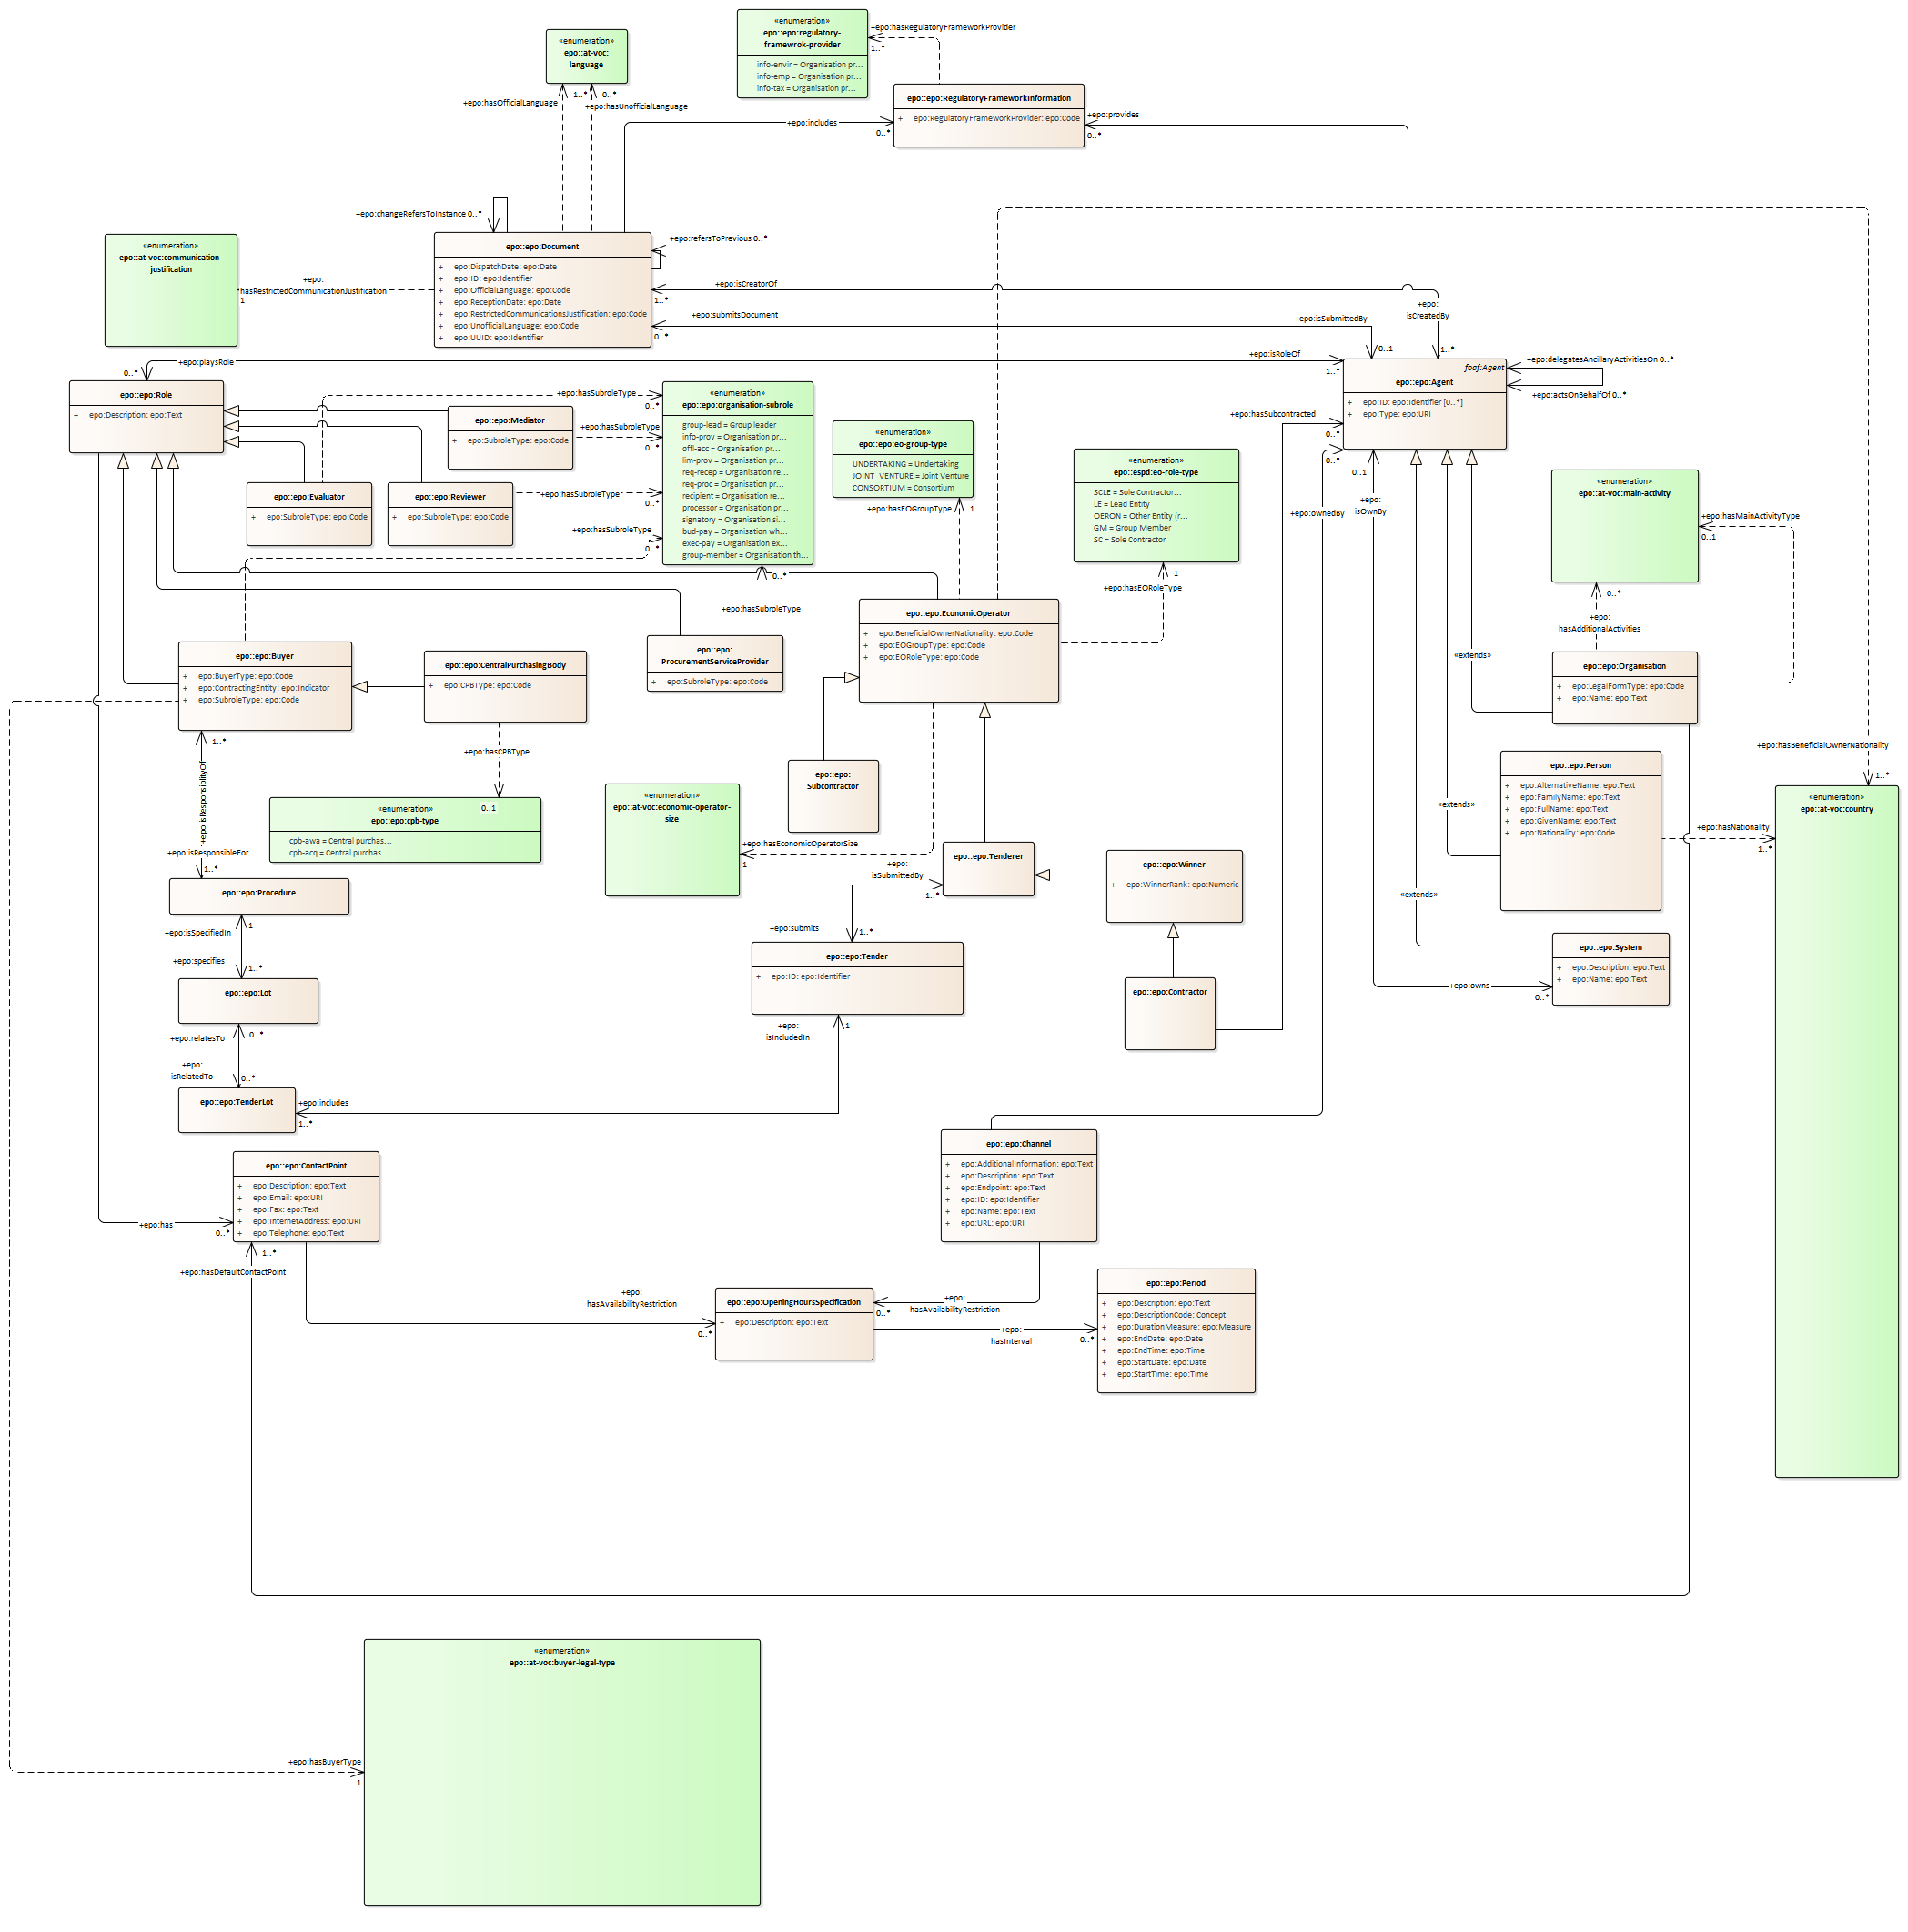 «enumeration»
epo::epo:regulatory-
framewrok-provider
info-envir = Organisation pr...
info-emp = Organisation pr...
info-tax = Organisation pr...
+epo:hasRegulatoryFrameworkProvider
1..*
«enumeration»
epo::at-voc:
language
+epo:hasOfficialLanguage
1..*
0..*
+epo:hasUnofficialLanguage
epo::epo:RegulatoryFrameworkInformation
+ epo:RegulatoryFrameworkProvider: epo:Code
+epo:includes
0..*
+epo:provides
0..*
+epo:changeRefersToInstance 0..*
«enumeration»
epo::at-voc:communication-
justification
+epo:
hasRestrictedCommunicationJustification
1
epo::epo:Document
+ epo:DispatchDate: epo:Date
+ epo:ID: epo:Identifier
+ epo:OfficialLanguage: epo:Code
+ epo:ReceptionDate: epo:Date
+ epo:RestrictedCommunicationsJustification: epo:Code
+ epo:UnofficialLanguage: epo:Code
+ epo:UUID: epo:Identifier
+epo:refersToPrevious 0..*
+epo:isCreatorOf
1..*
+epo:submitsDocument
0..*
+epo:isSubmittedBy
0..1
+epo:
isCreatedBy
1..*
+epo:playsRole
0..*
+epo:isRoleOf
1..*
foaf:Agent
epo::epo:Agent
+ epo:ID: epo:Identifier [0..*]
+ epo:Type: epo:URI
+epo:delegatesAncillaryActivitiesOn 0..*
+epo:actsOnBehalfOf 0..*
epo::epo:Role
+ epo:Description: epo:Text
epo::epo:Mediator
+ epo:SubroleType: epo:Code
epo::epo:Evaluator
+ epo:SubroleType: epo:Code
epo::epo:Reviewer
+ epo:SubroleType: epo:Code
+epo:hasSubroleType
0..*
+epo:hasSubroleType
0..*
+epo:hasSubroleType
0..*
+epo:hasSubroleType
0..*
«enumeration»
epo::epo:organisation-subrole
group-lead = Group leader
info-prov = Organisation pr...
offl-acc = Organisation pr...
lim-prov = Organisation pr...
req-recep = Organisation re...
req-proc = Organisation pr...
recipient = Organisation re...
processor = Organisation pr...
signatory = Organisation si...
bud-pay = Organisation wh...
exec-pay = Organisation ex...
group-member = Organisation th...
0..*
+epo:hasSubroleType
«enumeration»
epo::epo:eo-group-type
UNDERTAKING = Undertaking
JOINT_VENTURE = Joint Venture
CONSORTIUM = Consortium
+epo:hasEOGroupType
1
«enumeration»
epo::espd:eo-role-type
SCLE = Sole Contractor...
LE = Lead Entity
OERON = Other Entity (r...
GM = Group Member
SC = Sole Contractor
1
+epo:hasEORoleType
+epo:hasSubcontracted
0..*
0..*
+epo:ownedBy
0..1
+epo:
isOwnBy
«enumeration»
epo::at-voc:main-activity
+epo:hasMainActivityType
0..1
0..*
+epo:
hasAdditionalActivities
epo::epo:Organisation
+ epo:LegalFormType: epo:Code
+ epo:Name: epo:Text
«extends»
«extends»
«extends»
epo::epo:Person
+ epo:AlternativeName: epo:Text
+ epo:FamilyName: epo:Text
+ epo:FullName: epo:Text
+ epo:GivenName: epo:Text
+ epo:Nationality: epo:Code
+epo:hasBeneficialOwnerNationality
1..*
+epo:hasNationality
1..*
«enumeration»
epo::at-voc:country
epo::epo:System
+ epo:Description: epo:Text
+ epo:Name: epo:Text
+epo:owns
0..*
epo::epo:EconomicOperator
+ epo:BeneficialOwnerNationality: epo:Code
+ epo:EOGroupType: epo:Code
+ epo:EORoleType: epo:Code
epo::epo:
ProcurementServiceProvider
+ epo:SubroleType: epo:Code
epo::epo:Buyer
+ epo:BuyerType: epo:Code
+ epo:ContractingEntity: epo:Indicator
+ epo:SubroleType: epo:Code
epo::epo:CentralPurchasingBody
+ epo:CPBType: epo:Code
+epo:hasCPBType
«enumeration»
0..1
epo::epo:cpb-type
cpb-awa = Central purchas...
cpb-acq = Central purchas...
1..*
+epo:isResponsiblityOf
+epo:isResponsibleFor
1..*
epo::epo:
Subcontractor
«enumeration»
epo::at-voc:economic-operator-
size
+epo:hasEconomicOperatorSize
1
epo::epo:Tenderer
+epo:
isSubmittedBy
1..*
epo::epo:Winner
+ epo:WinnerRank: epo:Numeric
epo::epo:Contractor
epo::epo:Procedure
+epo:isSpecifiedIn
1
+epo:specifies
1..*
epo::epo:Lot
+epo:relatesTo
0..*
+epo:
isRelatedTo
0..*
epo::epo:TenderLot
+epo:includes
1..*
+epo:submits
1..*
epo::epo:Tender
+ epo:ID: epo:Identifier
+epo:
isIncludedIn
1
epo::epo:ContactPoint
+ epo:Description: epo:Text
+ epo:Email: epo:URI
+ epo:Fax: epo:Text
+ epo:InternetAddress: epo:URI
+ epo:Telephone: epo:Text
+epo:has
0..*
1..*
+epo:hasDefaultContactPoint
epo::epo:Channel
+ epo:AdditionalInformation: epo:Text
+ epo:Description: epo:Text
+ epo:Endpoint: epo:Text
+ epo:ID: epo:Identifier
+ epo:Name: epo:Text
+ epo:URL: epo:URI
+epo:
hasAvailabilityRestriction
0..*
epo::epo:OpeningHoursSpecification
+ epo:Description: epo:Text
+epo:
hasAvailabilityRestriction
0..*
+epo:
hasInterval
0..*
epo::epo:Period
+ epo:Description: epo:Text
+ epo:DescriptionCode: Concept
+ epo:DurationMeasure: epo:Measure
+ epo:EndDate: epo:Date
+ epo:EndTime: epo:Time
+ epo:StartDate: epo:Date
+ epo:StartTime: epo:Time
«enumeration»
epo::at-voc:buyer-legal-type
+epo:hasBuyerType
1